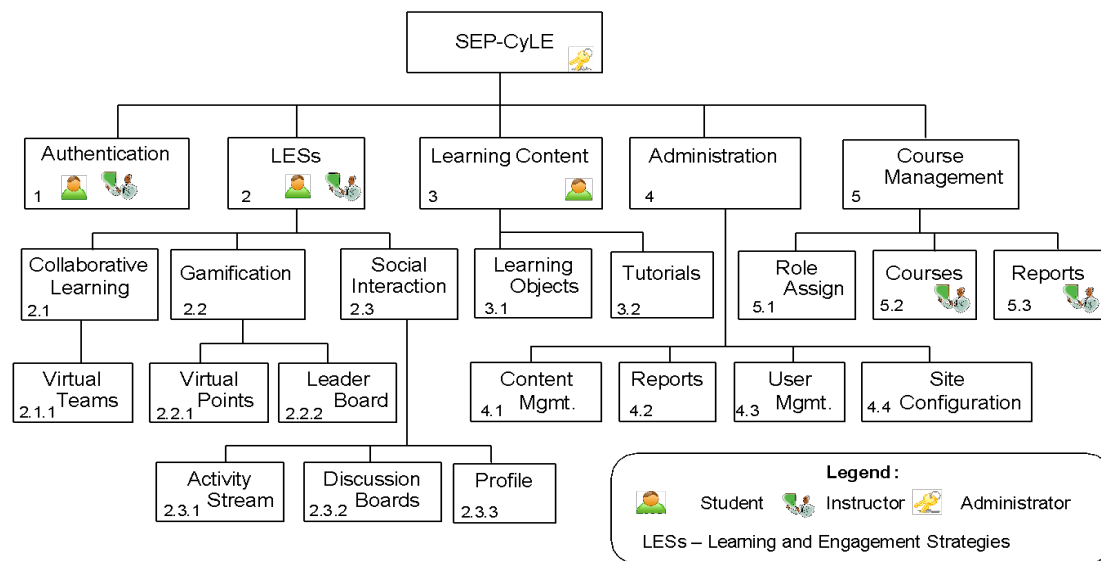 SEP-CyLE
Authentication
1
LESs
2
Learning Content
3
Administration
4
Course
Management
5
Collaborative
Learning
2.1
Gamification
2.2
Social
Interaction
2.3
Learning
Objects
3.1
Tutorials
3.2
Role
Assign
5.1
Courses
5.2
Reports
5.3
Virtual
Teams
2.1.1
Virtual
Points
2.2.1
Leader
Board
2.2.2
Content
Mgmt.
4.1
Reports
4.2
User
Mgmt.
4.3
Site
Configuration
4.4
Activity
Stream
2.3.1
Discussion
Boards
2.3.2
Profile
2.3.3
Legend :
Student Instructor Administrator
LESs – Learning and Engagement Strategies